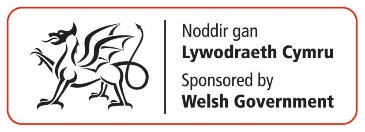 Noddir gan
Lywodraeth Cymru
Sponsored by
Welsh Government